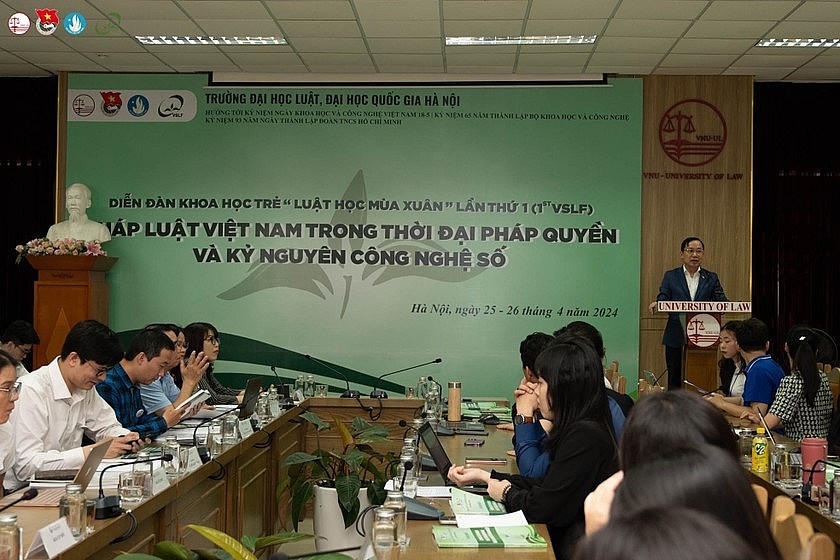 TRƯỜNG ĐẠI HỌC LUẬT, ĐẠI HỌC QUỐC GIA HÀ NỘI
HƯỚNG TỚI KỶ NIỆM NGÀY KHOA HỌC VÀ CÔNG NGHỆ VIỆT NAM 18-5 | KỶ NIỆM 65 NĂM THÀNH LẬP BỘ KHOA HỌC VÀ CÔNG NGHỆ
KỶ NIỆM 93 NĂM NGÀY THÀNH LẬP ĐOÀN TNCS HỒ CHÍ MINH
VSLF
DIỄN ĐÀN KHOA HỌC TRẺ “ LUẬT HỌC MÙA XUÂN ” LẦN THỨ 1 (1ST VSLF)
HÁP LUẬT VIỆT NAM TRONG THỜI ĐẠI PHÁP QUYỀN
VÀ KỶ NGUYÊN CÔNG NGHỆ SỐ
Hà Nội, ngày 25 - 26 tháng 4 năm 2024
VNU-UL
VNU - UNIVERSITY OF LAW
UNIVERSITY OF LAW